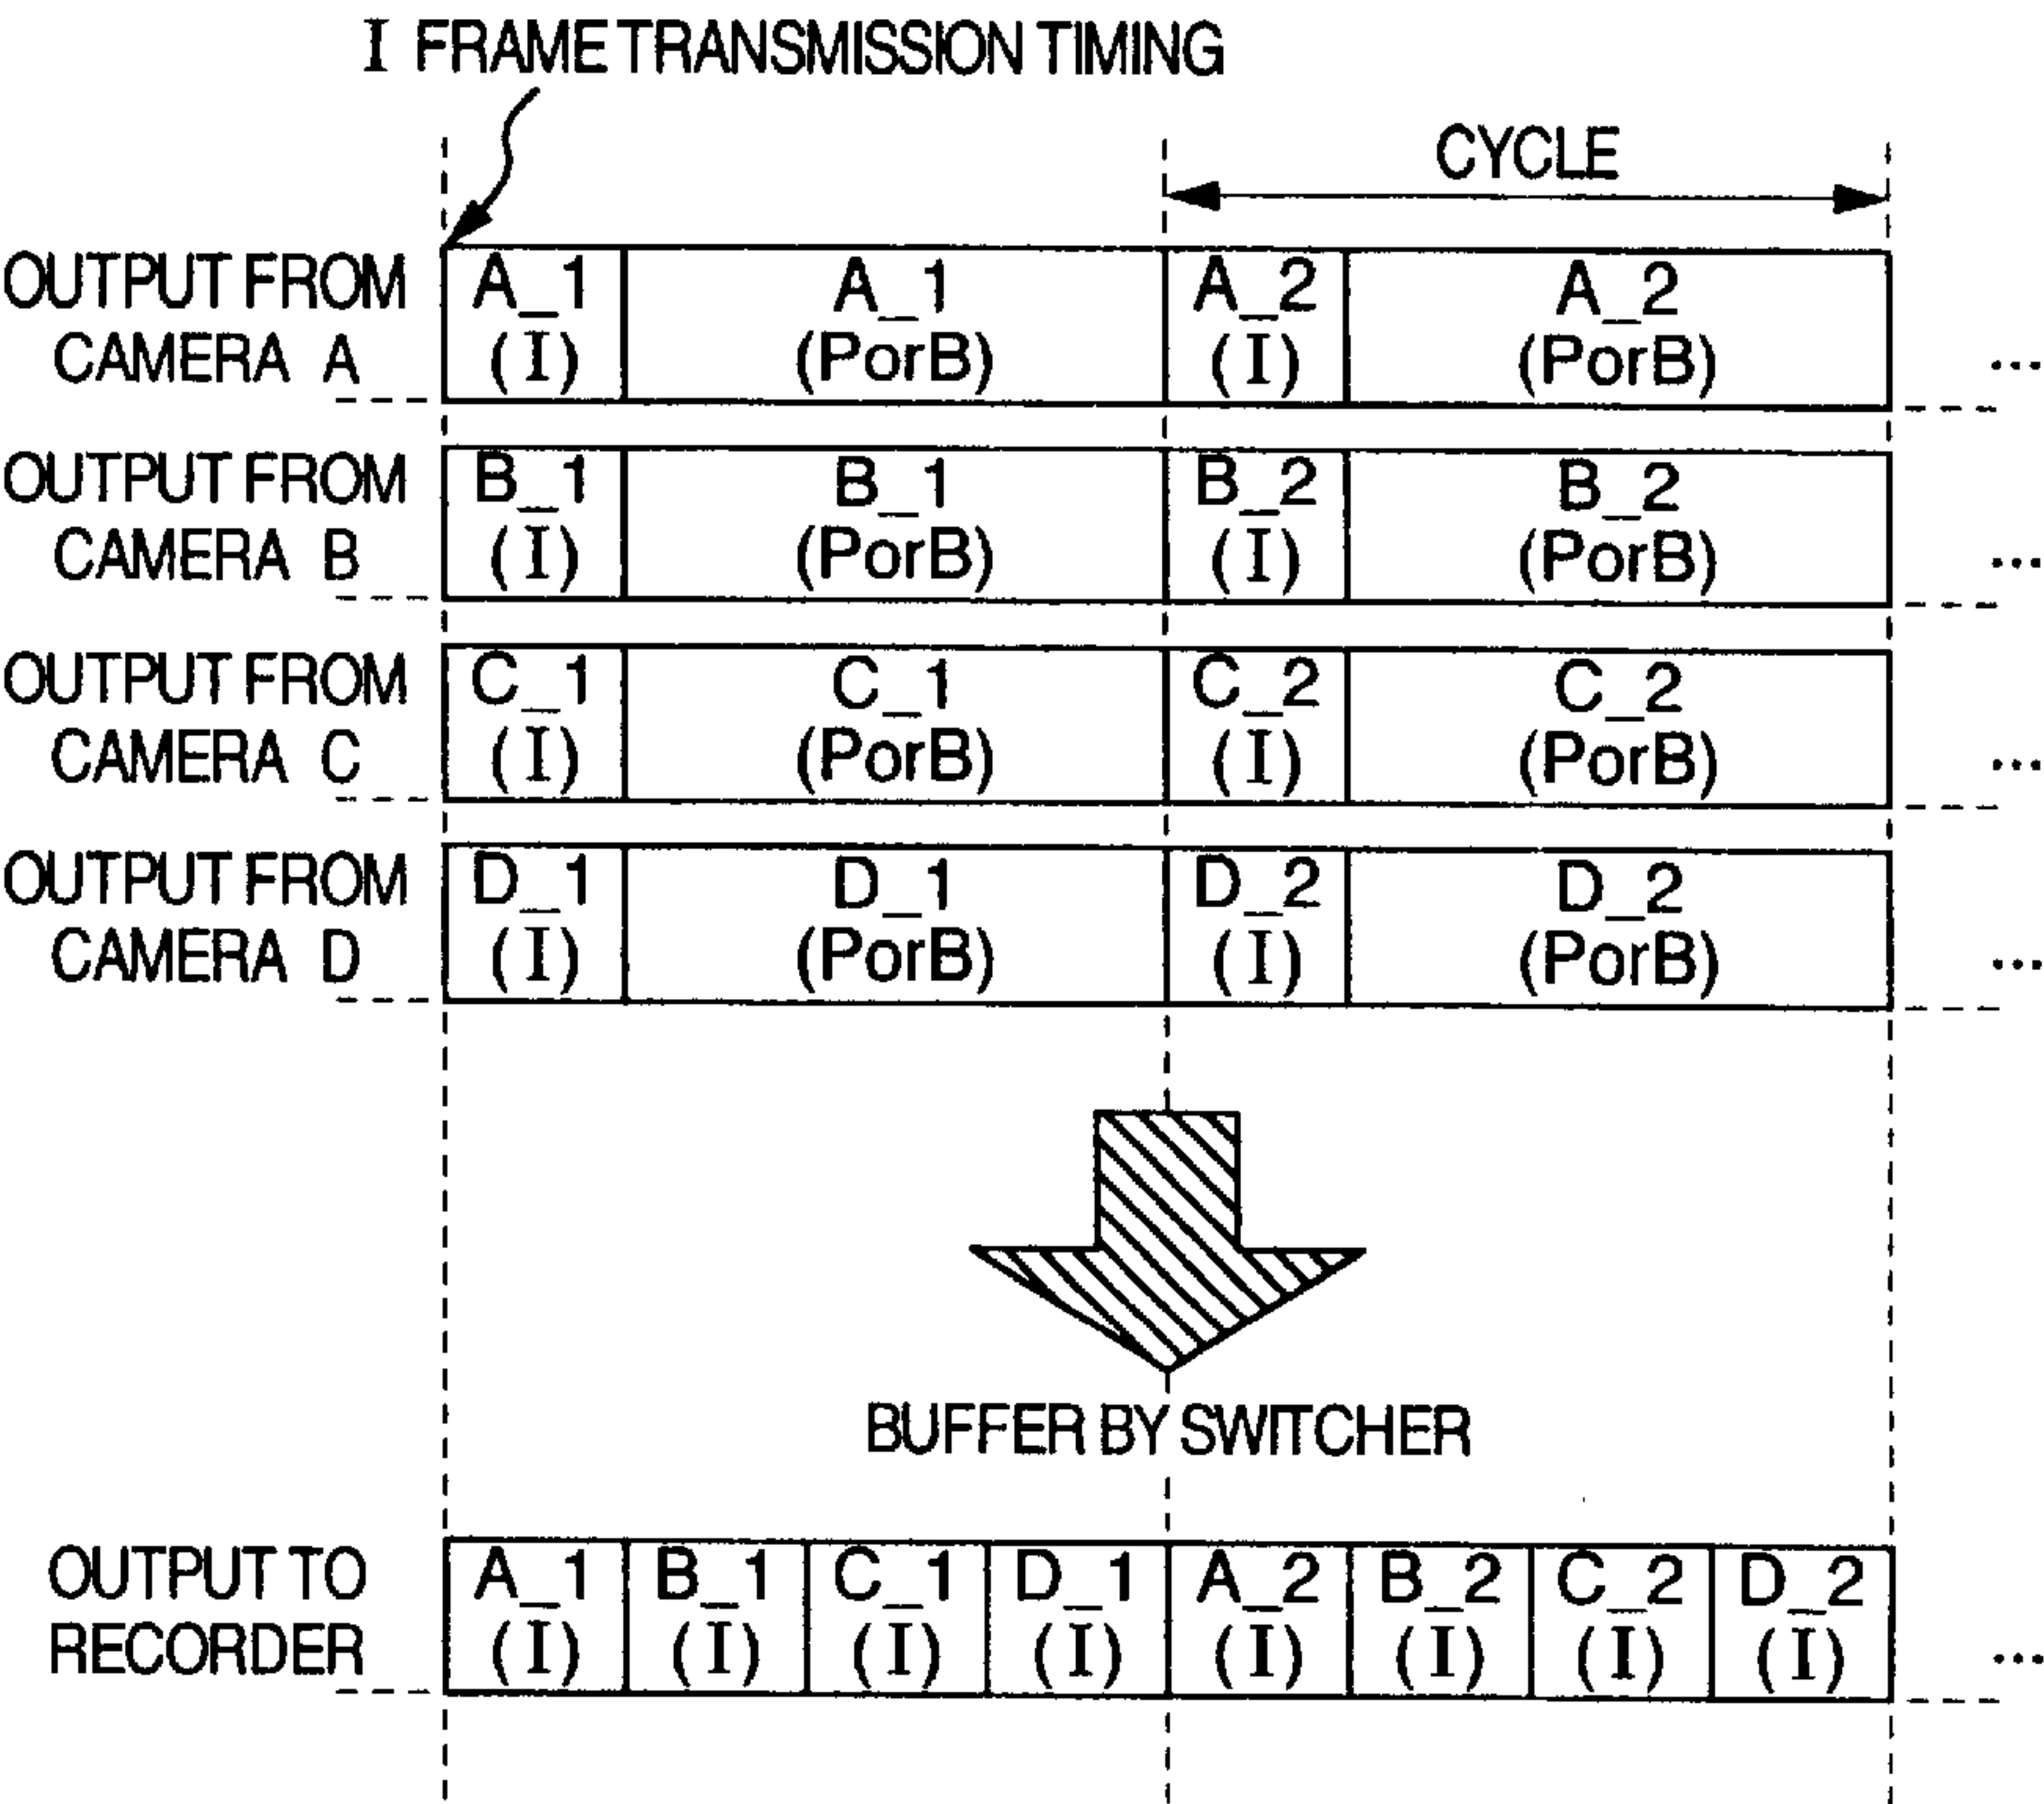 I FRAME TRANSMISSION TIMING
CYCLE
OUTPUT FROM
CAMERA A
A_1
(I)
A_1
(PorB)
A_2
(I)
A_2
(PorB)
...
OUTPUT FROM
CAMERA B
B_1
(I)
B_1
(PorB)
B_2
(I)
B_2
(PorB)
...
OUTPUT FROM
CAMERA C
C_1
(I)
C_1
(PorB)
C_2
(I)
C_2
(PorB)
...
OUTPUT FROM
CAMERA D
D_1
(I)
D_1
(PorB)
D_2
(I)
D_2
(PorB)
...
BUFFER BY SWITCHER
OUTPUT TO
RECORDER
A_1
(I)
B_1
(I)
C_1
(I)
D_1
(I)
A_2
(I)
B_2
(I)
C_2
(I)
D_2
(I)
...